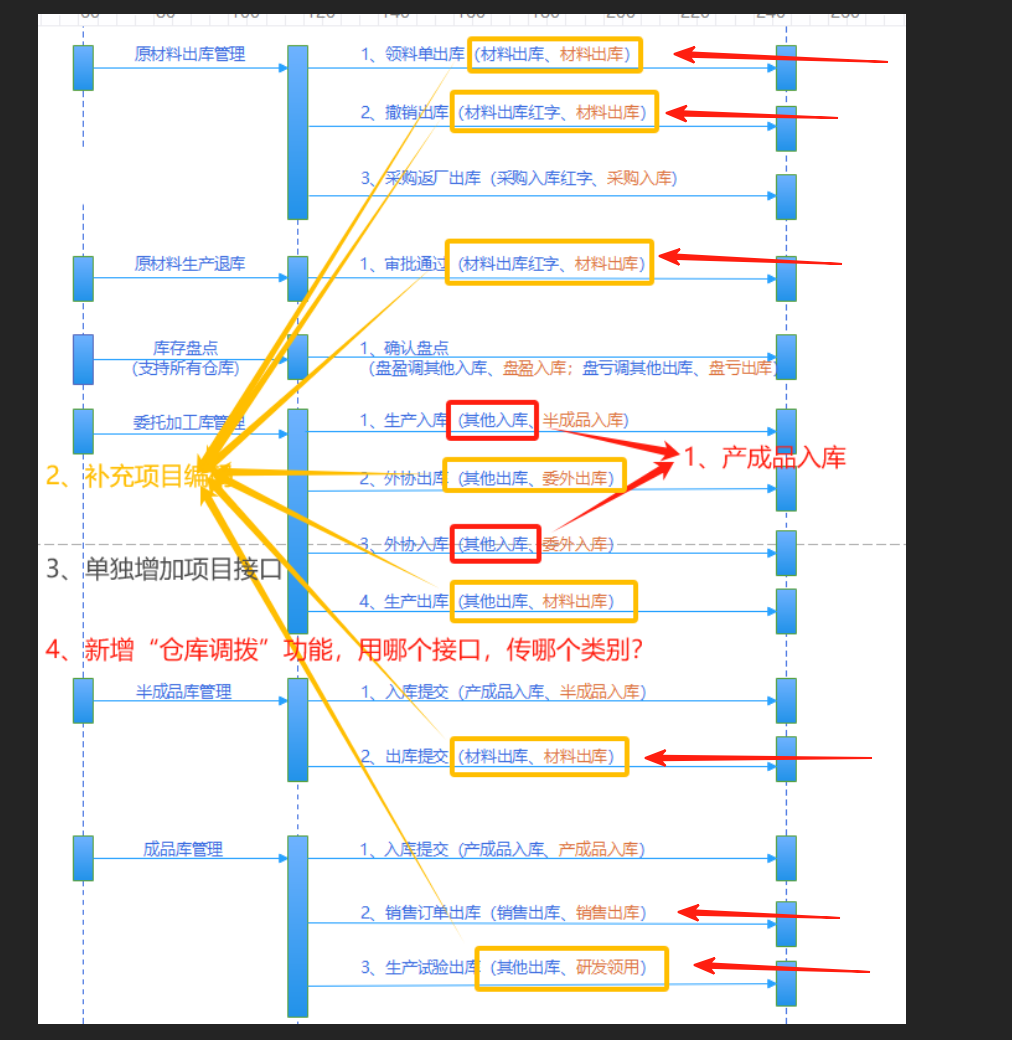 原材料出库管理
1、领料单出库（材料出库、材料出库）
2、撤销出库（材料出库红字、材料出库）
3、采购返厂出库（采购入库红字、采购入库）
原材料生产退库
1、审批通过（材料出库红字、材料出库）
库存盘点
（支持所有仓库）
1、确认盘点
（盘盈调其他入库、盘盈入库；盘亏调其他出库、盘亏出库）
委托加工库管理
1、生产入库（其他入库、半成品入库）
1、产成品入库
2、补充项目编
2、外协出库（其他出库、委外出库）
3、外协入库（其他入库、委外入库）
3、单独增加项目接口
4、生产出库（其他出库、材料出库）
4、新增“仓库调拨”功能，用哪个接口，传哪个类别？
半成品库管理
1、入库提交（产成品入库、半成品入库）
2、出库提交（材料出库、材料出库）
成品库管理
1、入库提交（产成品入库、产成品入库）
2、销售订单出库（销售出库、销售出库）
3、生产试验出库（其他出库、研发领用）